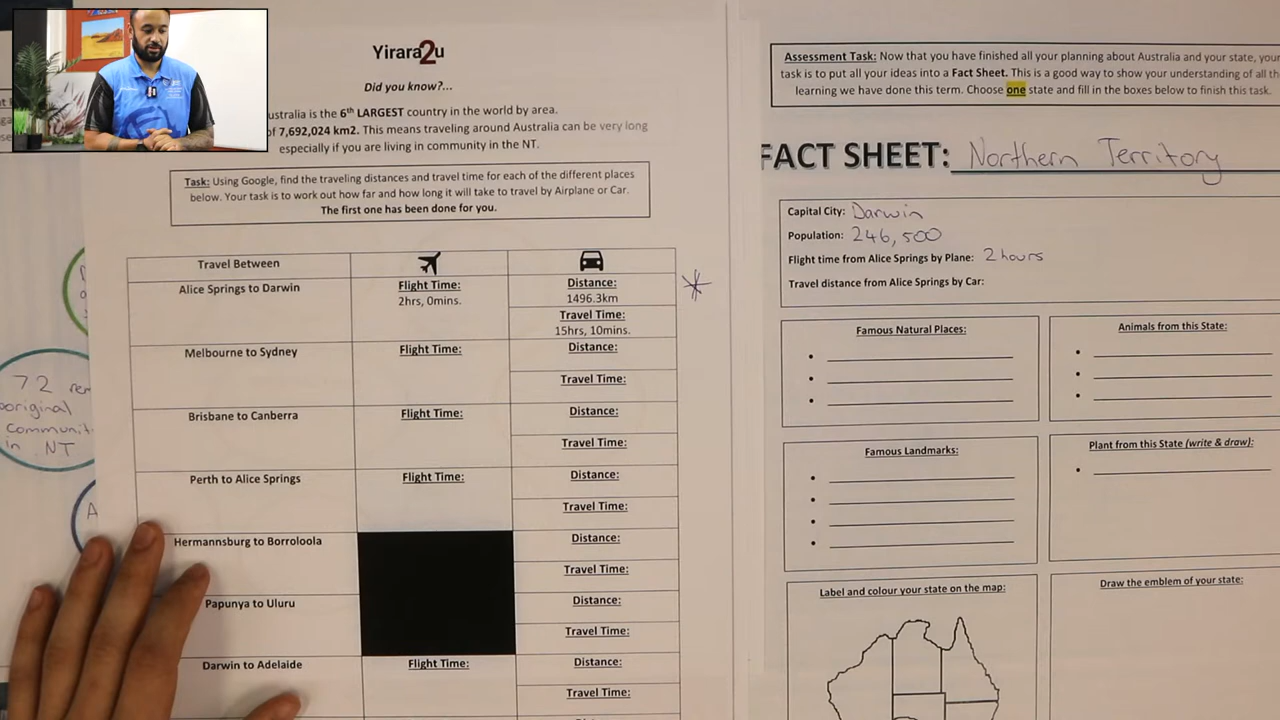 Yirara2u
Did you know?...
ustralia is the 6th LARGEST country in the world by area.
of 7,692,024 km2. This means traveling around Australia can be very long
especially if you are living in community in the NT.
Task: Using Google, find the traveling distances and travel time for each of the different places
below. Your task is to work out how far and how long it will take to travel by Airplane or Car.
The first one has been done for you.
Travel Between
Alice Springs to Darwin
Flight Time:
2hrs, 0mins.
Distance:
1496.3km
Travel Time:
15hrs, 10mins.
Melbourne to Sydney
Flight Time:
Distance:
Travel Time:
Brisbane to Canberra
Flight Time:
Distance:
Travel Time:
Perth to Alice Springs
Flight Time:
Distance:
Travel Time:
Hermannsburg to Borroloola
Distance:
Travel Time:
Papunya to Uluru
Distance:
Travel Time:
Darwin to Adelaide
Flight Time:
Distance:
Travel Time:
72 rem
original
communit
in NT
A
Assessment Task: Now that you have finished all your planning about Australia and your state, your
task is to put all your ideas into a Fact Sheet. This is a good way to show your understanding of all the
learning we have done this term. Choose one state and fill in the boxes below to finish this task.
FACT SHEET: Northern Territory
Capital City: Darwin
Population: 246,500
Flight time from Alice Springs by Plane: 2 hours
Travel distance from Alice Springs by Car:
Famous Natural Places:
Animals from this State:
Famous Landmarks:
Plant from this State (write & draw):
Label and colour your state on the map:
Draw the emblem of your state: